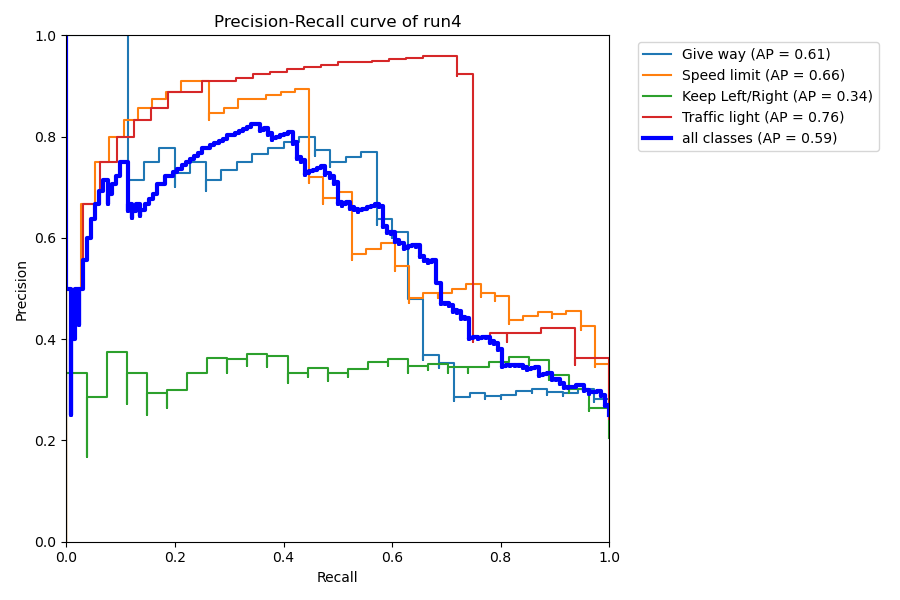 Precision-Recall curve of run4
Give way (AP = 0.61)
Speed limit (AP = 0.66)
Keep Left/Right (AP = 0.34)
Traffic light (AP = 0.76)
all classes (AP = 0.59)
Precision
1.0
0.8
0.6
0.4
0.2
0.0
0.0 0.2 0.4 0.6 0.8 1.0
Recall